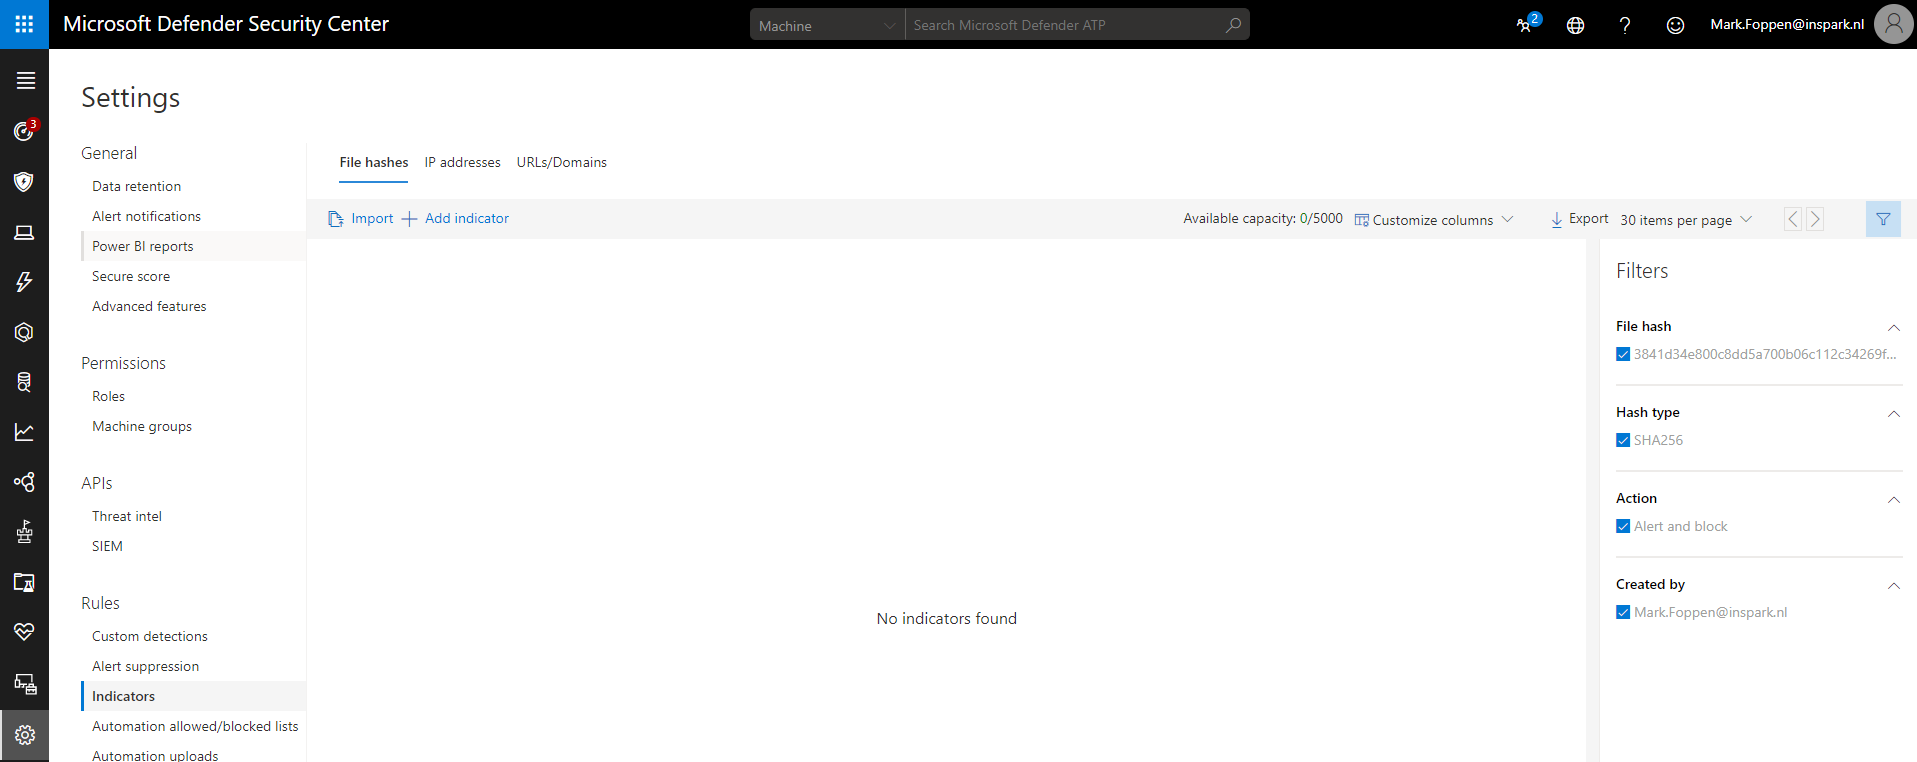 Microsoft Defender Security Center
Machine
Search Microsoft Defender ATP
2
?
Mark.Foppen@inspark.nl
3
Settings
General
Data retention
Alert notifications
Power BI reports
Secure score
Advanced features
Permissions
Roles
Machine groups
APIs
Threat intel
SIEM
Rules
Custom detections
Alert suppression
Indicators
Automation allowed/blocked lists
Automation uploads
File hashes IP addresses URLs/Domains
Import Add indicator Available capacity: 0/5000 Customize columns Export 30 items per page
No indicators found
Filters
File hash
3841d34e800c8dd5a700b06c112c34269f...
Hash type
SHA256
Action
Alert and block
Created by
Mark.Foppen@inspark.nl